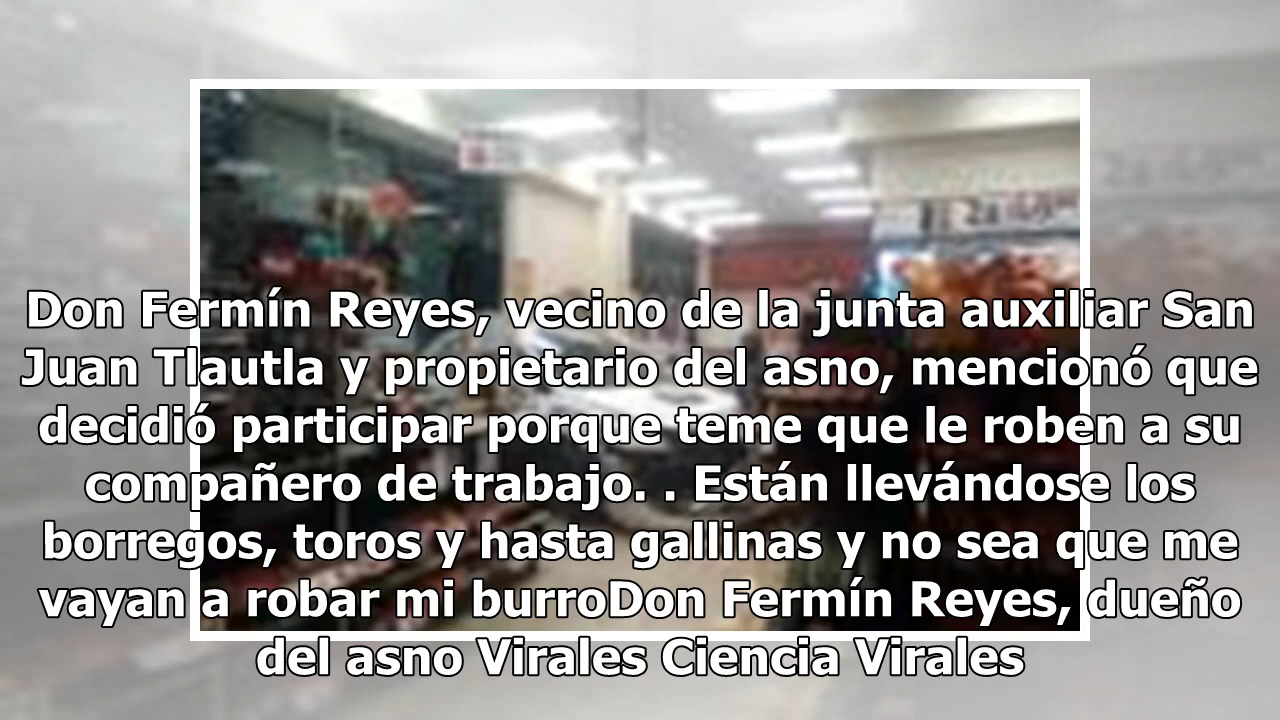 Don Fermín Reyes, vecino de la junta auxiliar San
Juan Tlautla y propietario del asno, mencionó que
decidió participar porque teme que le roben a su
compañero de trabajo. . Están llevándose los
borregos, toros y hasta gallinas y no sea que me
vayan a robar mi burroDon Fermín Reyes, dueño
del asno Virales Ciencia Virales